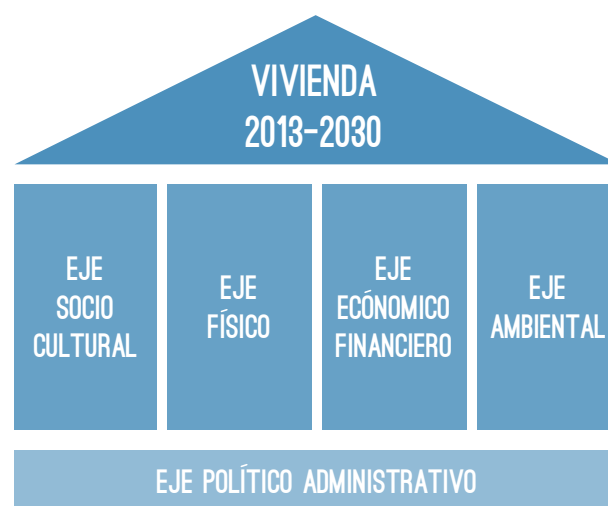 VIVIENDA
2013-2030
EJE
SOCIO
CULTURAL
EJE
FÍSICO
EJE
ECÓNOMICO
FINANCIERO
EJE
AMBIENTAL
EJE POLÍTICO ADMINISTRATIVO